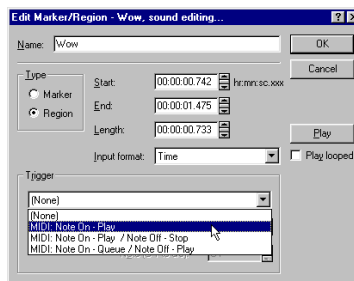 Edit Marker/Region - Wow, sound editing...
Name: Wow
OK
Cancel
Type
Marker
Region
Start: 00:00:00.742 hr:mn:sc.xxx
End: 00:00:01.475
Length: 00:00:00.733
Play
Input format: Time
Play looped
Trigger
(None)
(None)
MIDI: Note On - Play
MIDI: Note On - Play / Note Off - Stop
MIDI: Note On - Queue / Note Off - Play